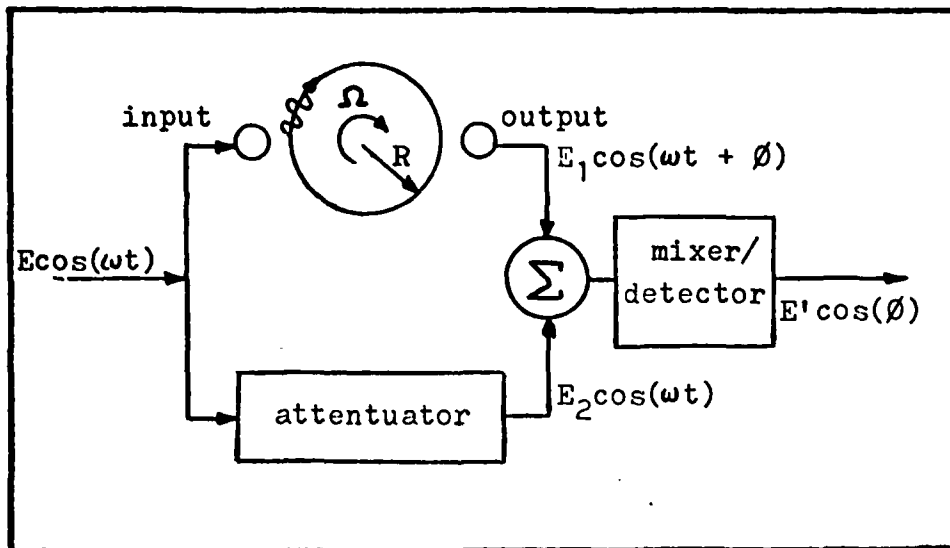 input
Ω
R
output
E₁cos(ωt + Ø)
Ecos(ωt)
Σ
mixer/
detector
E'cos(Ø)
attentuator
E₂cos(ωt)